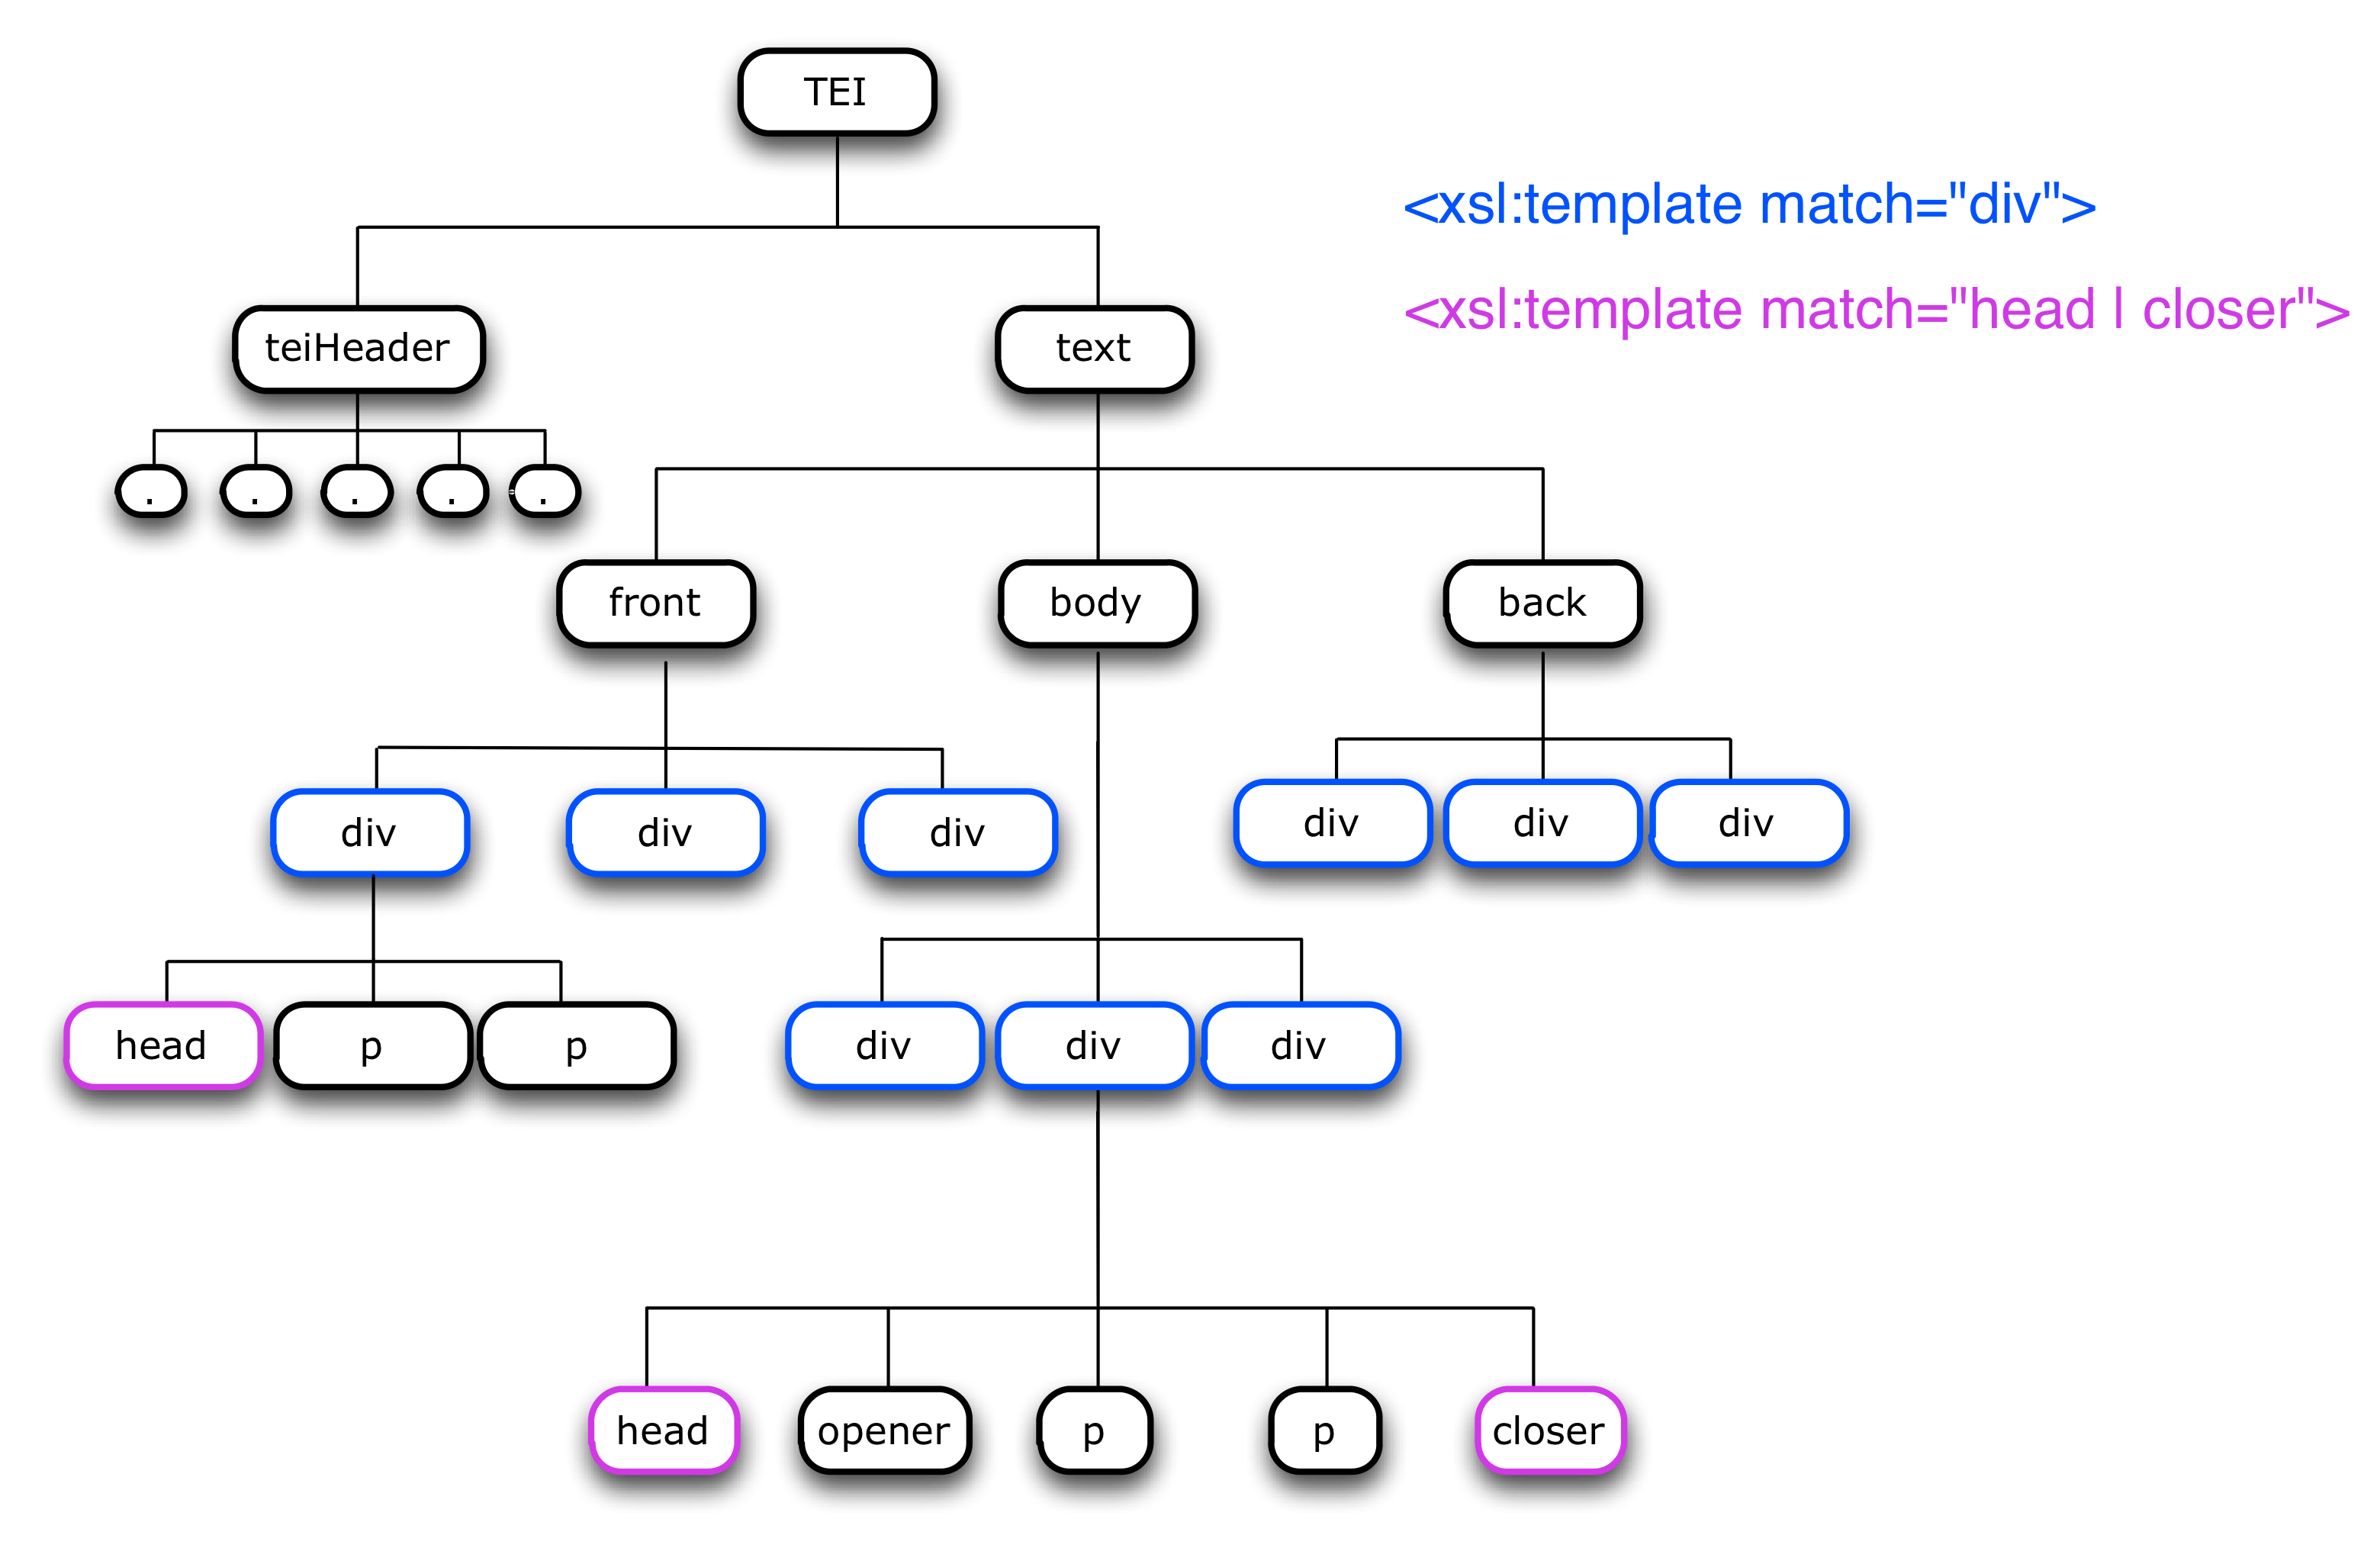 TEI
<xsl:template match="div">
<xsl:template match="head | closer">
teiHeader
text
. . . . .
front
body
back
div
div
div
div
div
div
head
p
p
div
div
div
head
opener
p
p
closer